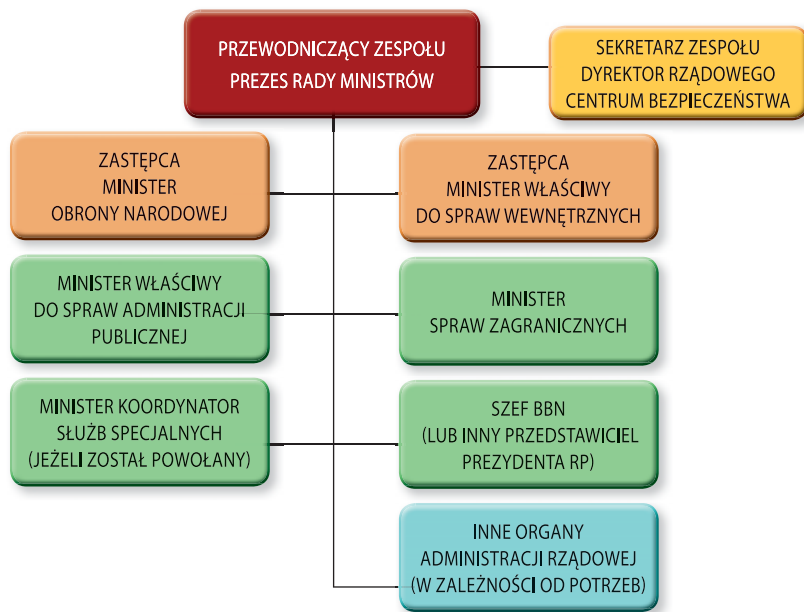 PRZEWODNICZĄCY ZESPOŁU
PREZES RADY MINISTRÓW
SEKRETARZ ZESPOŁU
DYREKTOR RZĄDOWEGO
CENTRUM BEZPIECZEŃSTWA
ZASTĘPCA
MINISTER
OBRONY NARODOWEJ
ZASTĘPCA
MINISTER WŁAŚCIWY
DO SPRAW WEWNĘTRZNYCH
MINISTER WŁAŚCIWY
DO SPRAW ADMINISTRACJI
PUBLICZNEJ
MINISTER
SPRAW ZAGRANICZNYCH
MINISTER KOORDYNATOR
SŁUŻB SPECJALNYCH
(JEŻELI ZOSTAŁ POWOŁANY)
SZEF BBN
(LUB INNY PRZEDSTAWICIEL
PREZYDENTA RP)
INNE ORGANY
ADMINISTRACJI RZĄDOWEJ
(W ZALEŻNOŚCI OD POTRZEB)